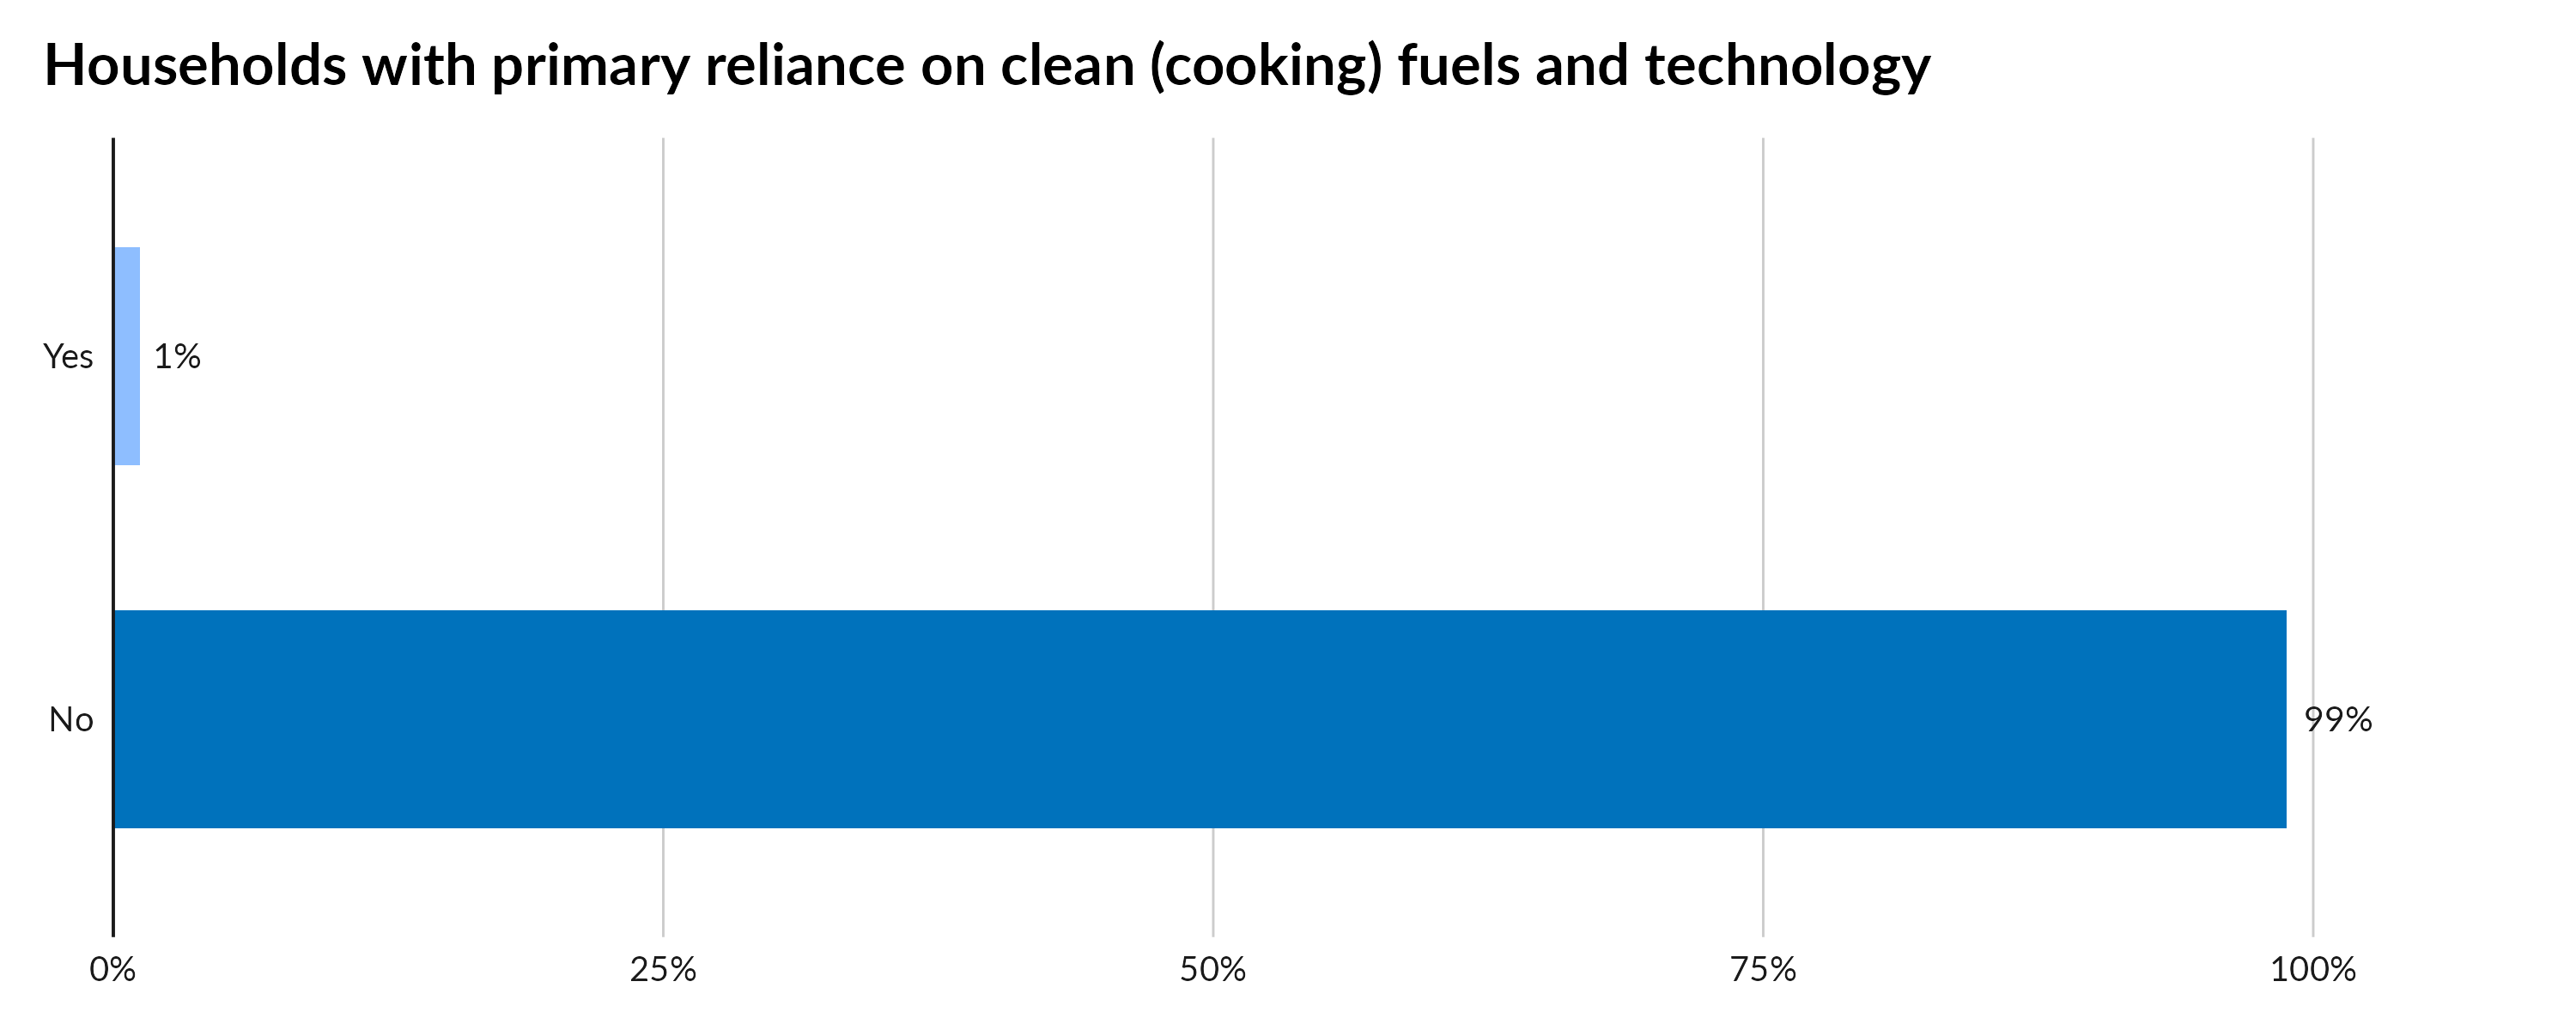 Households with primary reliance on clean (cooking) fuels and technology
Yes 1%
No 99%
0% 25% 50% 75% 100%